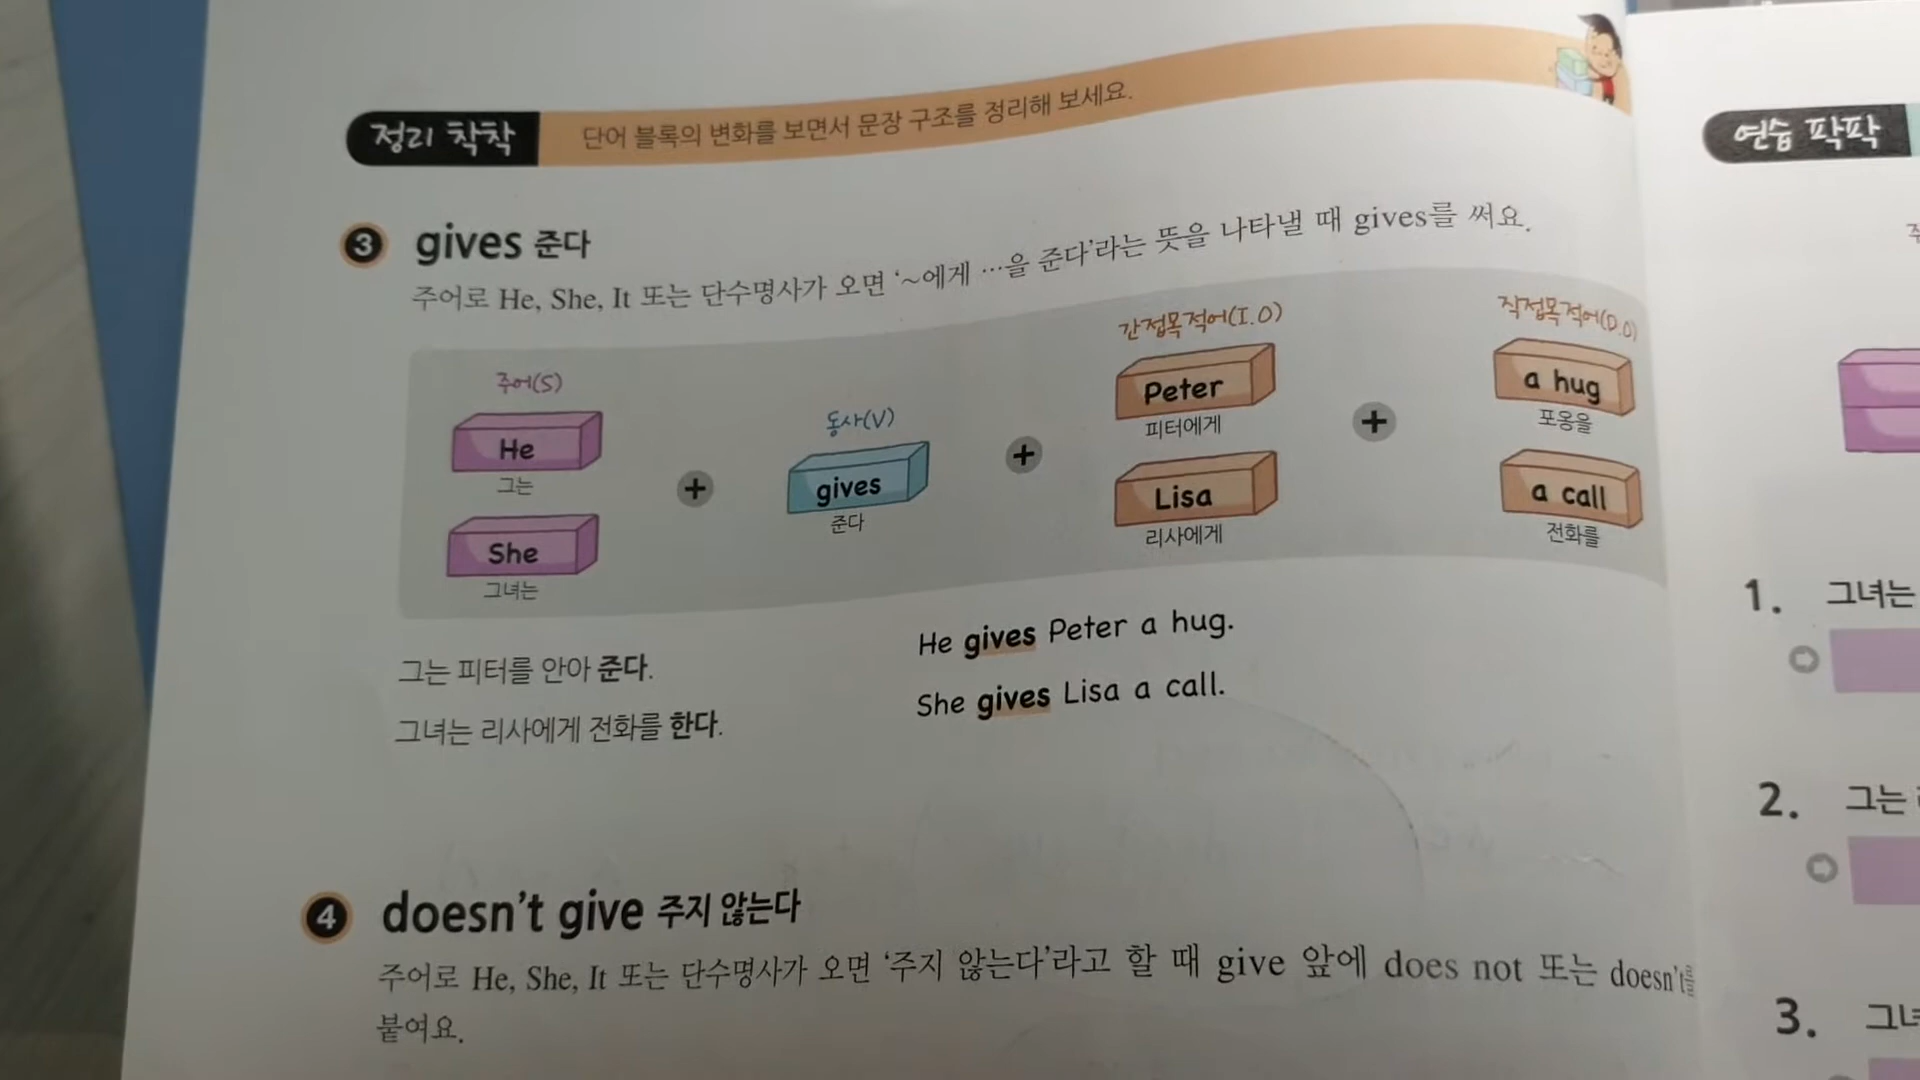 정리 착착
단어 블록의 변화를 보면서 문장 구조를 정리해 보세요.
3 gives 준다
주어로 He, She, It 또는 단수명사가 오면 ‘~에게 …을 준다’라는 뜻을 나타낼 때 gives를 써요.
주어(S)
He
그는
She
그녀는
+
동사(V)
gives
준다
+
간접목적어(I.O)
Peter
피터에게
Lisa
리사에게
+
직접목적어(D.O)
a hug
포옹을
a call
전화를
그는 피터를 안아 준다.
He gives Peter a hug.
그녀는 리사에게 전화를 한다.
She gives Lisa a call.
4 doesn’t give 주지 않는다
주어로 He, She, It 또는 단수명사가 오면 ‘주지 않는다’라고 할 때 give 앞에 does not 또는 doesn’t를
붙여요.
연습 팍팍
1. 그녀는
2. 그는
3.